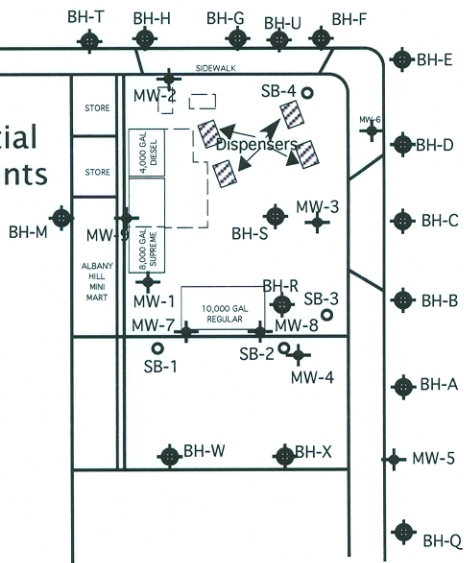 BH-T
BH-H
BH-G
BH-U
BH-F
BH-E
SIDEWALK
MW-2
SB-4
STORE
MW-6
tial
Dispensers
BH-D
4,000 GAL
DIESEL
STORE
nts
BH-M
MW-9
BH-S
MW-3
BH-C
8,000 GAL
SUPREME
ALBANY
HILL
MINI
MART
MW-1
BH-R
BH-B
10,000 GAL
REGULAR
SB-3
MW-7
MW-8
SB-1
SB-2
MW-4
BH-A
BH-W
BH-X
MW-5
BH-Q